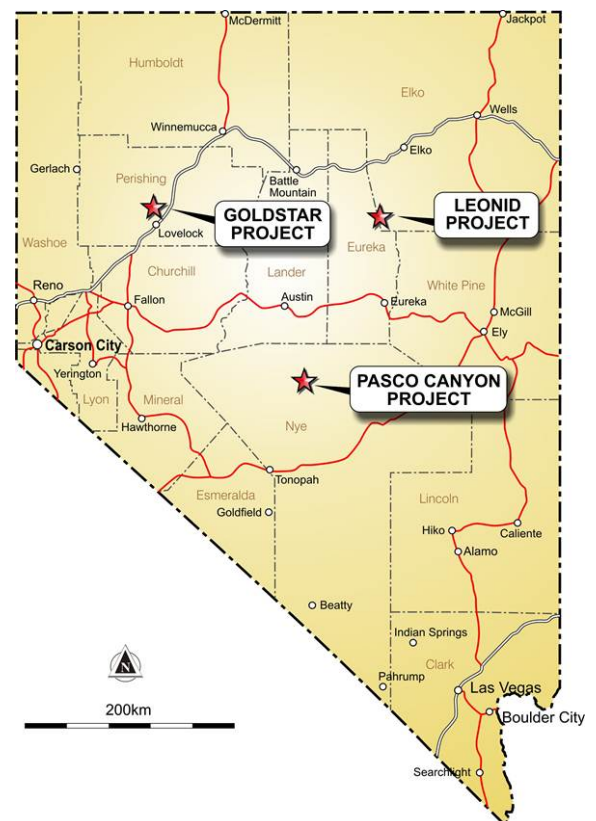 McDermitt
Jackpot
Humboldt
Elko
Wells
Winnemucca
Elko
Gerlach
Battle
Mountain
Perishing
GOLDSTAR
PROJECT
LEONID
PROJECT
Lovelock
Washoe
Eureka
Churchill
Lander
White Pine
Reno
Fallon
Austin
Eureka
McGill
Ely
Carson City
Yerington
PASCO CANYON
PROJECT
Lyon
Mineral
Hawthorne
Nye
Tonopah
Esmeralda
Lincoln
Goldfield
Hiko
Caliente
Alamo
Beatty
Indian Springs
N
Clark
Pahrump
Las Vegas
200km
Boulder City
Searchlight